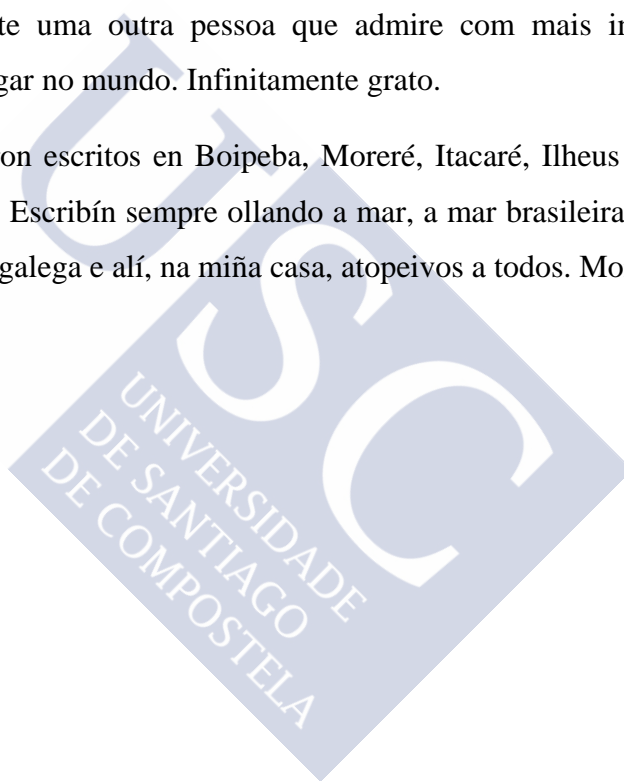 te uma outra pessoa que admire com mais in
gar no mundo. Infinitamente grato.
on escritos en Boipeba, Moreré, Itacaré, Ilheus
Escribín sempre ollando a mar, a mar brasileira
galega e alí, na miña casa, atopeivos a todos. Mo
USC
UNIVERSIDADE
DE SANTIAGO
DE COMPOSTELA